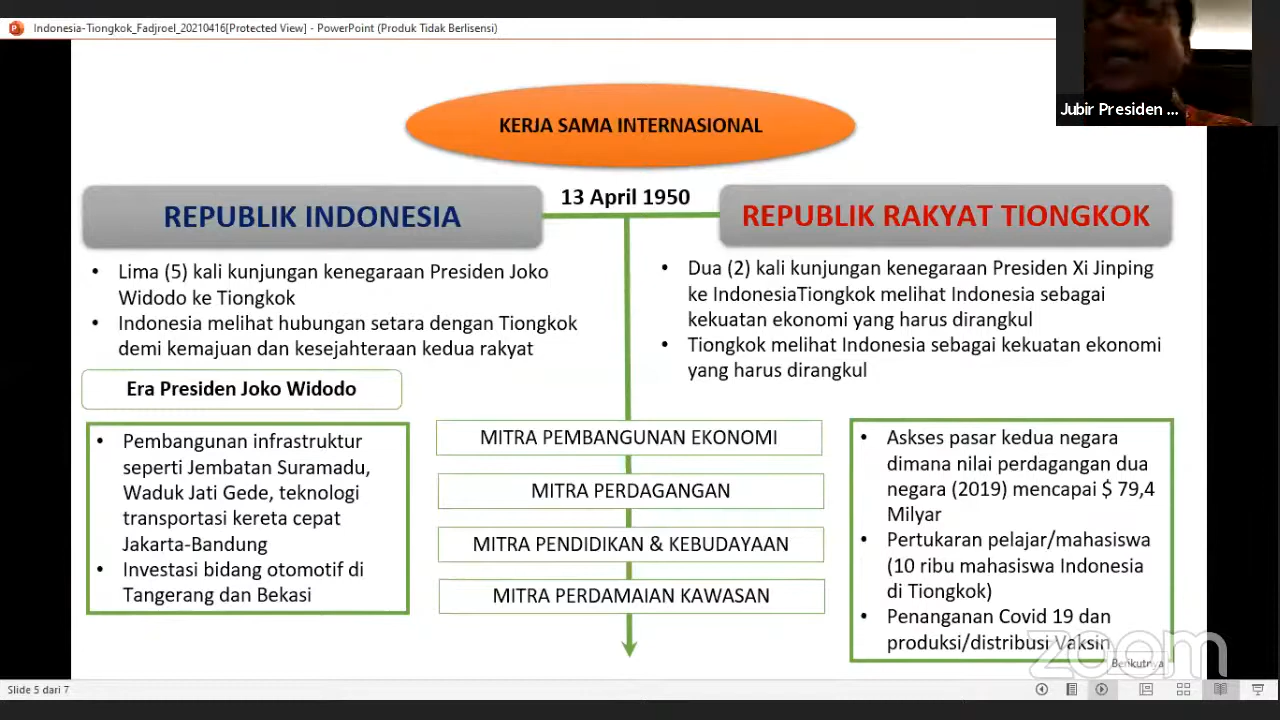 Indonesia-Tiongkok_Fadjroel_20210416[Protected View] - PowerPoint (Produk Tidak Berlisensi)
Jubir Presiden ...
KERJA SAMA INTERNASIONAL
13 April 1950
REPUBLIK INDONESIA
REPUBLIK RAKYAT TIONGKOK
• Lima (5) kali kunjungan kenegaraan Presiden Joko
Widodo ke Tiongkok
• Indonesia melihat hubungan setara dengan Tiongkok
demi kemajuan dan kesejahteraan kedua rakyat
• Dua (2) kali kunjungan kenegaraan Presiden Xi Jinping
ke IndonesiaTiongkok melihat Indonesia sebagai
kekuatan ekonomi yang harus dirangkul
• Tiongkok melihat Indonesia sebagai kekuatan ekonomi
yang harus dirangkul
Era Presiden Joko Widodo
• Pembangunan infrastruktur
seperti Jembatan Suramadu,
Waduk Jati Gede, teknologi
transportasi kereta cepat
Jakarta-Bandung
• Investasi bidang otomotif di
Tangerang dan Bekasi
MITRA PEMBANGUNAN EKONOMI
MITRA PERDAGANGAN
MITRA PENDIDIKAN & KEBUDAYAAN
MITRA PERDAMAIAN KAWASAN
• Askses pasar kedua negara
dimana nilai perdagangan dua
negara (2019) mencapai $ 79,4
Milyar
• Pertukaran pelajar/mahasiswa
(10 ribu mahasiswa Indonesia
di Tiongkok)
• Penanganan Covid 19 dan
produksi/distribusi Vaksin
zoom
Berikutnya
Slide 5 dari 7